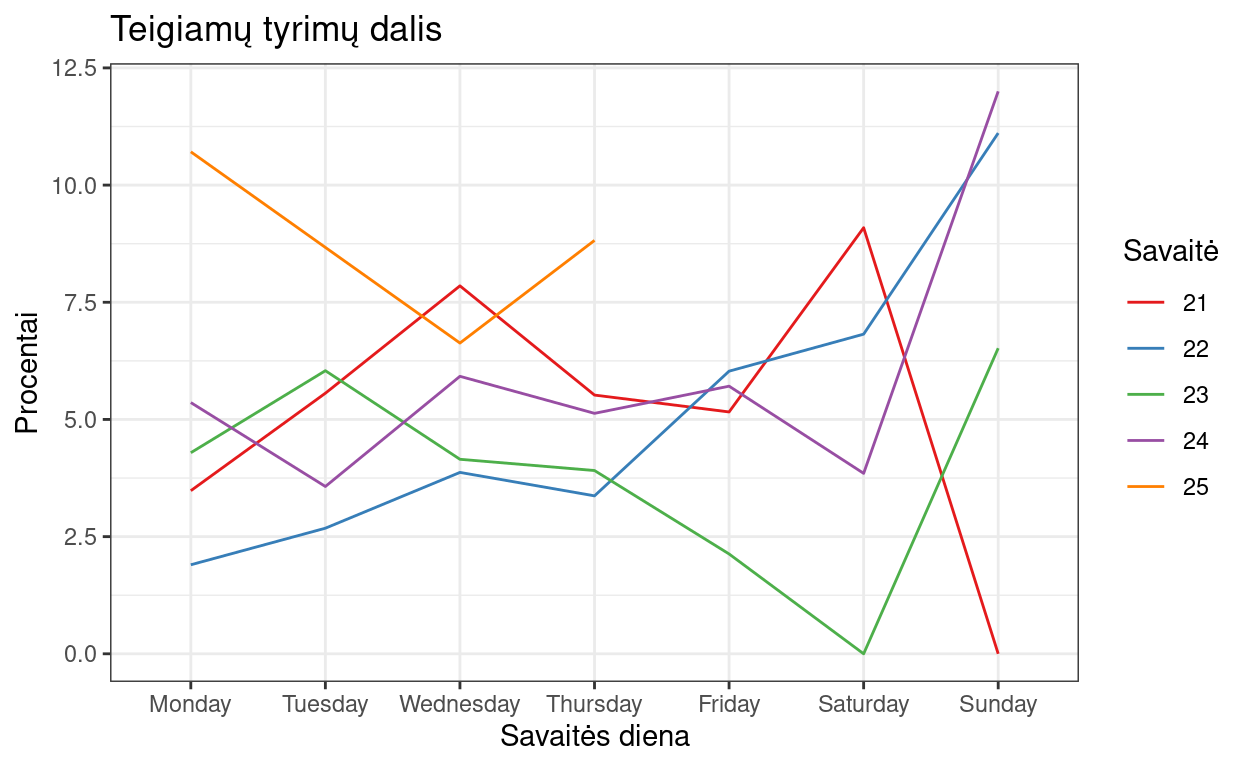 Teigiamų tyrimų dalis
12.5
10.0
7.5
5.0
2.5
0.0
Procentai
Monday Tuesday Wednesday Thursday Friday Saturday Sunday
Savaitės diena
Savaitė
21
22
23
24
25